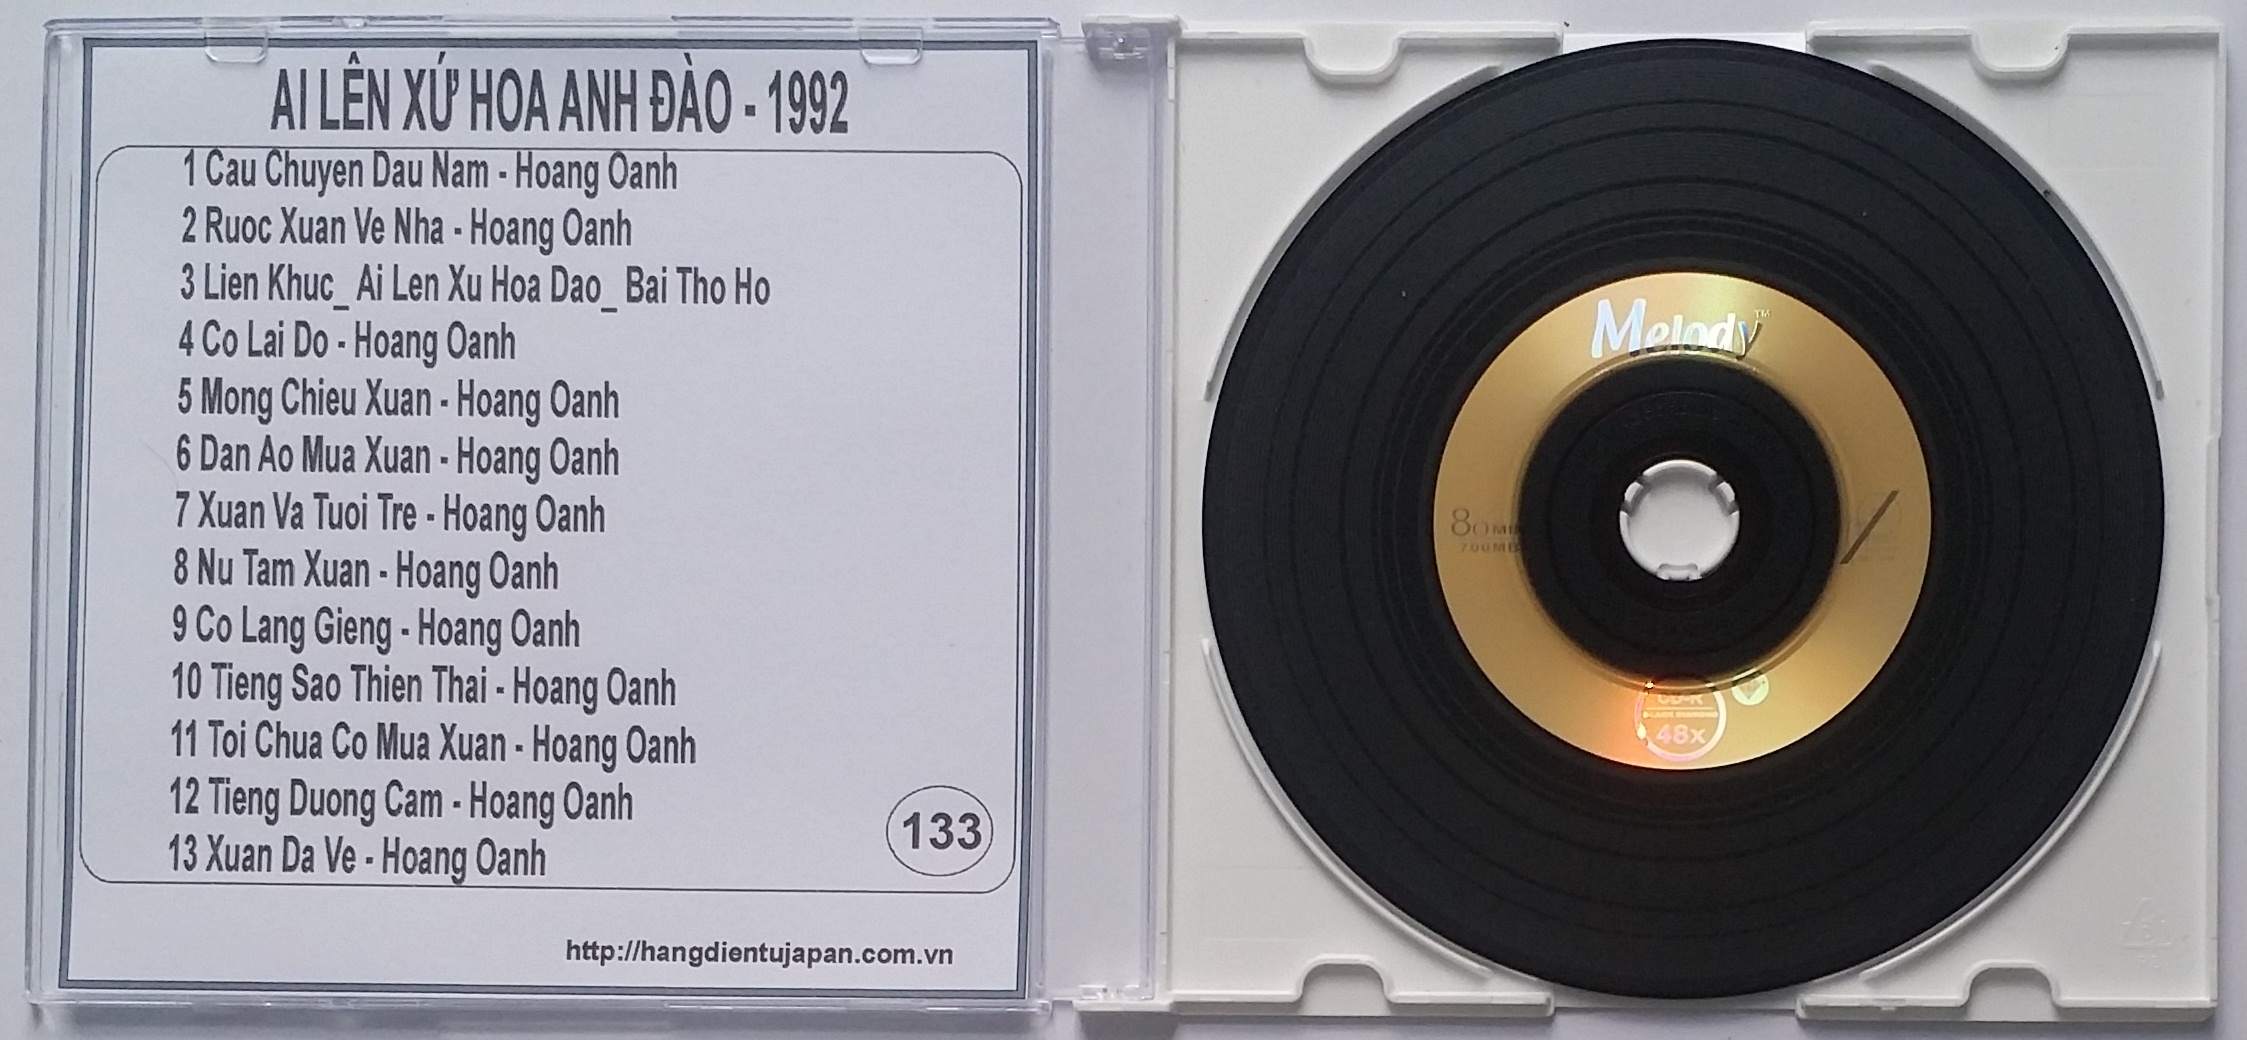 AI LÊN XỨ HOA ANH ĐÀO - 1992
1 Cau Chuyen Dau Nam - Hoang Oanh
2 Ruoc Xuan Ve Nha - Hoang Oanh
3 Lien Khuc_ Ai Len Xu Hoa Dao_ Bai Tho Ho
4 Co Lai Do - Hoang Oanh
5 Mong Chieu Xuan - Hoang Oanh
6 Dan Ao Mua Xuan - Hoang Oanh
7 Xuan Va Tuoi Tre - Hoang Oanh
8 Nu Tam Xuan - Hoang Oanh
9 Co Lang Gieng - Hoang Oanh
10 Tieng Sao Thien Thai - Hoang Oanh
11 Toi Chua Co Mua Xuan - Hoang Oanh
12 Tieng Duong Cam - Hoang Oanh
13 Xuan Da Ve - Hoang Oanh
133
http://hangdientujapan.com.vn
Melody™
80MIN
700MB
CD-R
48x